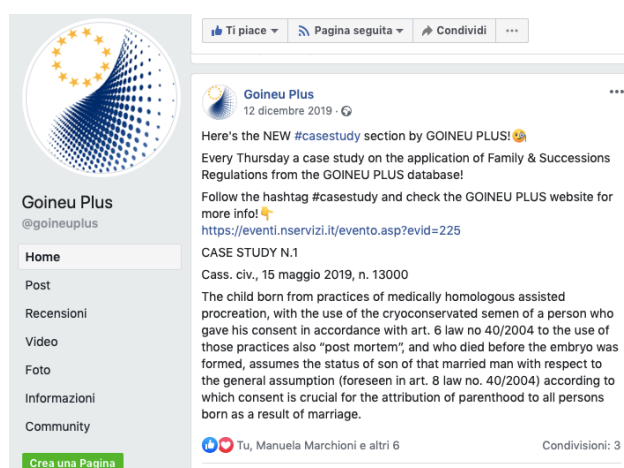 Ti piace
Pagina seguita
Condividi
Goineu Plus
@goineuplus
Home
Post
Recensioni
Video
Foto
Informazioni
Community
Crea una Pagina
Goineu Plus
12 dicembre 2019 ·
Here's the NEW #casestudy section by GOINEU PLUS!
Every Thursday a case study on the application of Family & Successions
Regulations from the GOINEU PLUS database!
Follow the hashtag #casestudy and check the GOINEU PLUS website for
more info!
https://eventi.nservizi.it/evento.asp?evid=225
CASE STUDY N.1
Cass. civ., 15 maggio 2019, n. 13000
The child born from practices of medically homologous assisted
procreation, with the use of the cryoconservated semen of a person who
gave his consent in accordance with art. 6 law no 40/2004 to the use of
those practices also “post mortem”, and who died before the embryo was
formed, assumes the status of son of that married man with respect to
the general assumption (foreseen in art. 8 law no. 40/2004) according to
which consent is crucial for the attribution of parenthood to all persons
born as a result of marriage.
Tu, Manuela Marchioni e altri 6
Condivisioni: 3